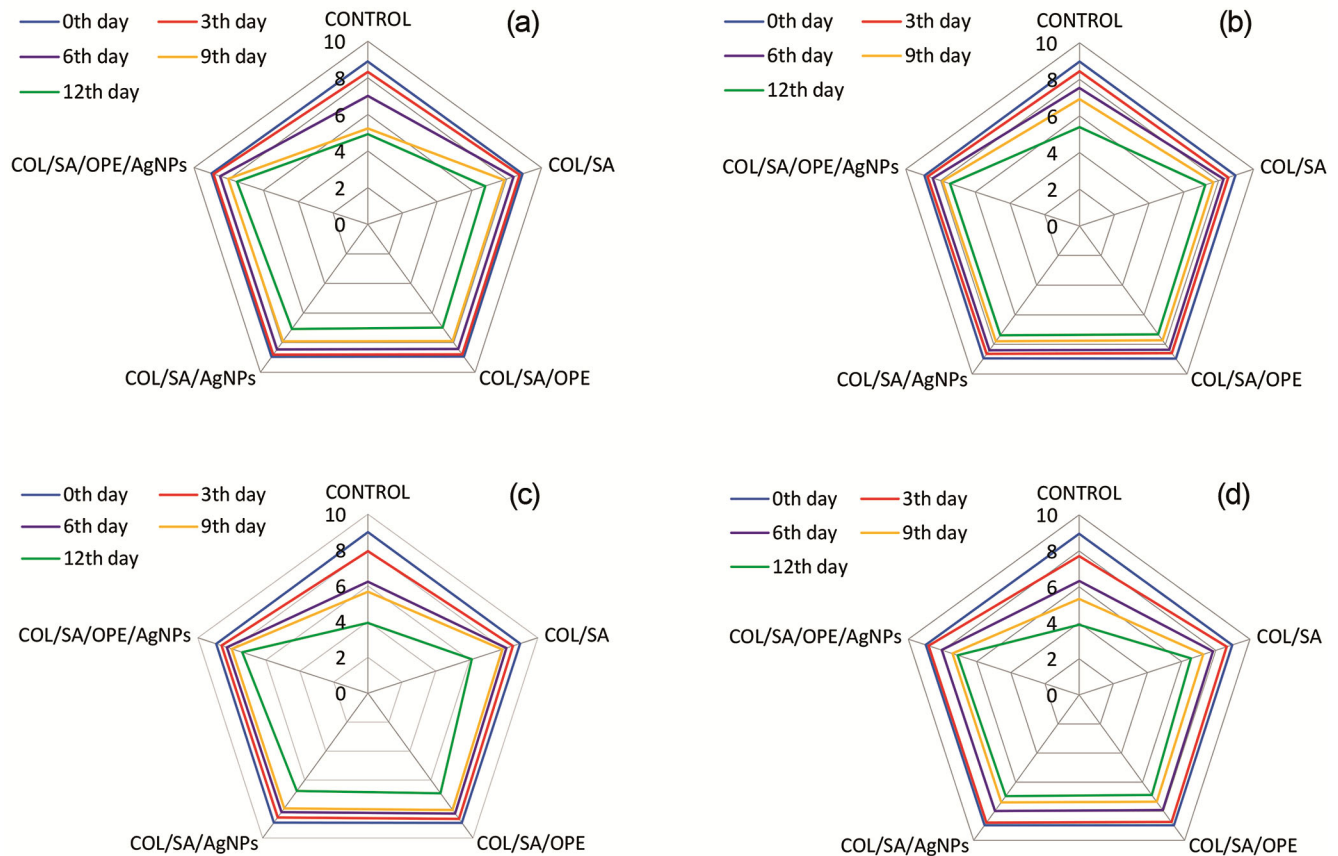 0th day 3th day
6th day 9th day
12th day
(a)
CONTROL
10
8
6
4
2
0
COL/SA
COL/SA/OPE
COL/SA/AgNPs
COL/SA/OPE/AgNPs
0th day 3th day
6th day 9th day
12th day
(b)
CONTROL
10
8
6
4
2
0
COL/SA
COL/SA/OPE
COL/SA/AgNPs
COL/SA/OPE/AgNPs
0th day 3th day
6th day 9th day
12th day
(c)
CONTROL
10
8
6
4
2
0
COL/SA
COL/SA/OPE
COL/SA/AgNPs
COL/SA/OPE/AgNPs
0th day 3th day
6th day 9th day
12th day
(d)
CONTROL
10
8
6
4
2
0
COL/SA
COL/SA/OPE
COL/SA/AgNPs
COL/SA/OPE/AgNPs